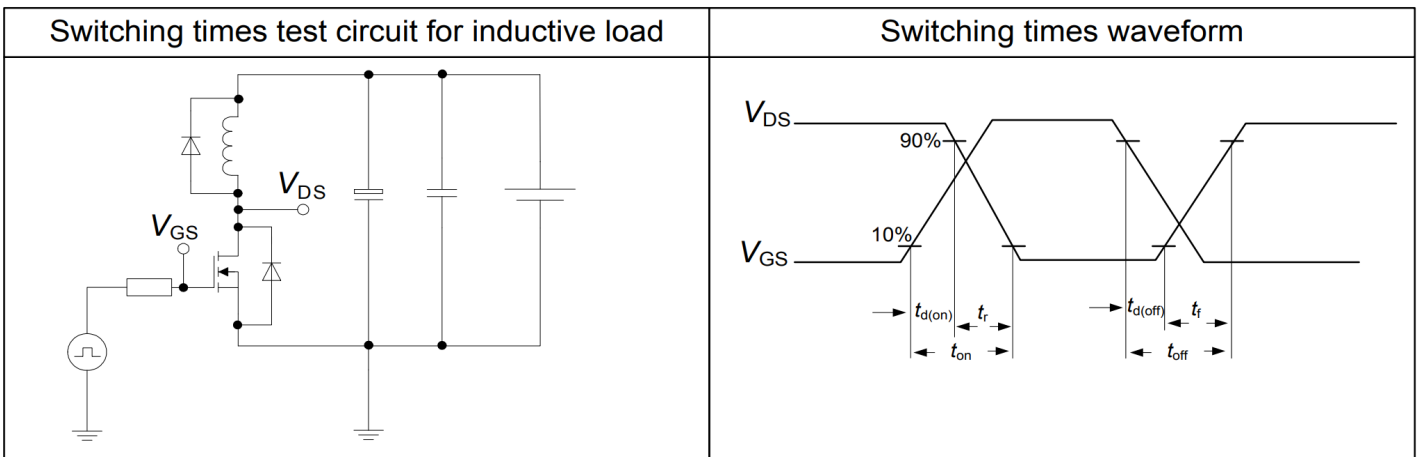 Switching times test circuit for inductive load
Switching times waveform
VDS
VGS
VDS
90%
10%
VGS
td(on) tr
ton
td(off) tf
toff